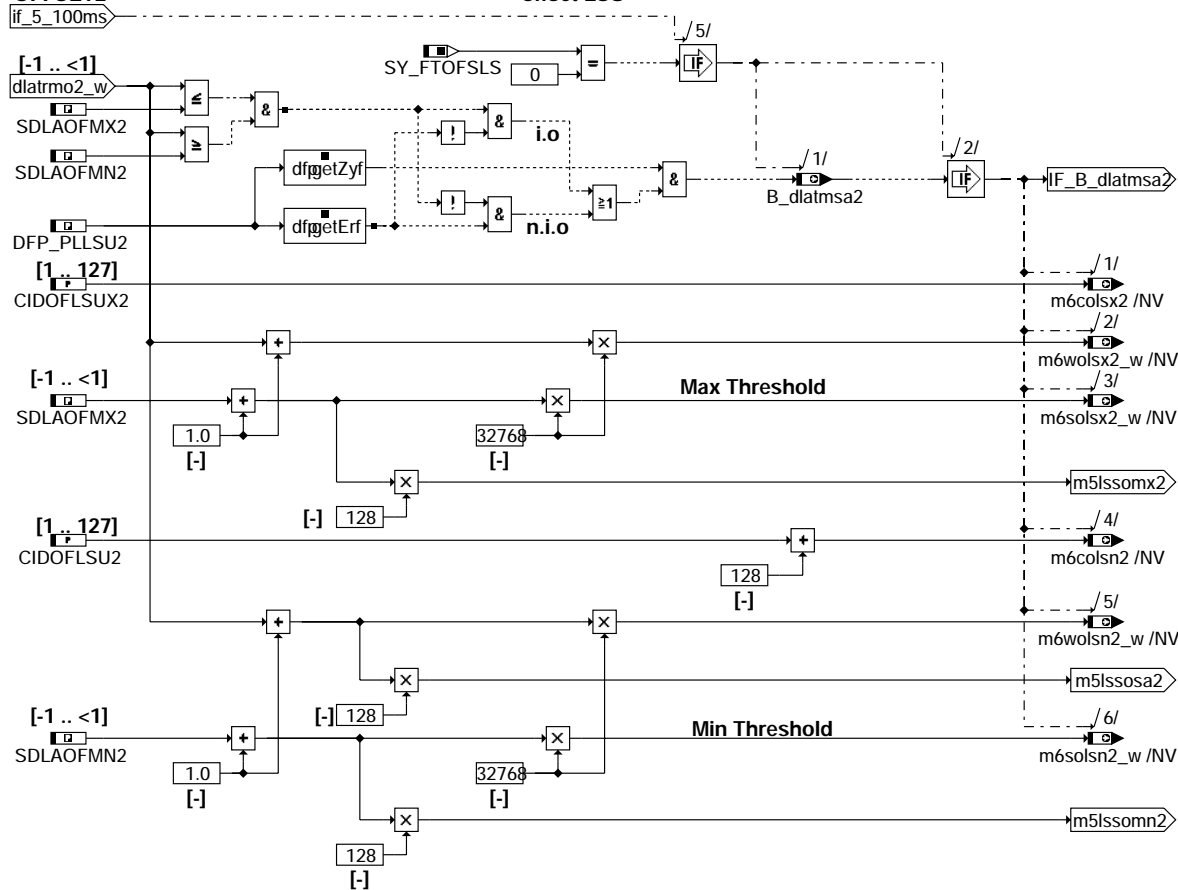 if_5_100ms
/5/
SY_FTOFSLS
0
=
IF
[-1 .. <1]
dlatrmo2_w
SDLAOFMX2
≤
&
≥
SDLAOFMN2
!
&
i.o
dfpgetZyf
&
/1/
B_dlatmsa2
/2/
IF
IF_B_dlatmsa2
!
&
≥1
n.i.o
dfpgetErf
DFP_PLLSU2
[1 .. 127]
P
CIDOFLSUX2
/1/
m6colsx2 /NV
+
×
/2/
m6wolsx2_w /NV
[-1 .. <1]
SDLAOFMX2
+
×
Max Threshold
/3/
m6solsx2_w /NV
1.0
[-]
32768
[-]
×
m5lssomx2
[-]
128
[1 .. 127]
P
CIDOFLSU2
+
/4/
m6colsn2 /NV
128
[-]
+
×
/5/
m6wolsn2_w /NV
×
m5lssosa2
[-]
128
[-1 .. <1]
SDLAOFMN2
+
×
Min Threshold
/6/
m6solsn2_w /NV
1.0
[-]
32768
[-]
×
m5lssomn2
128
[-]